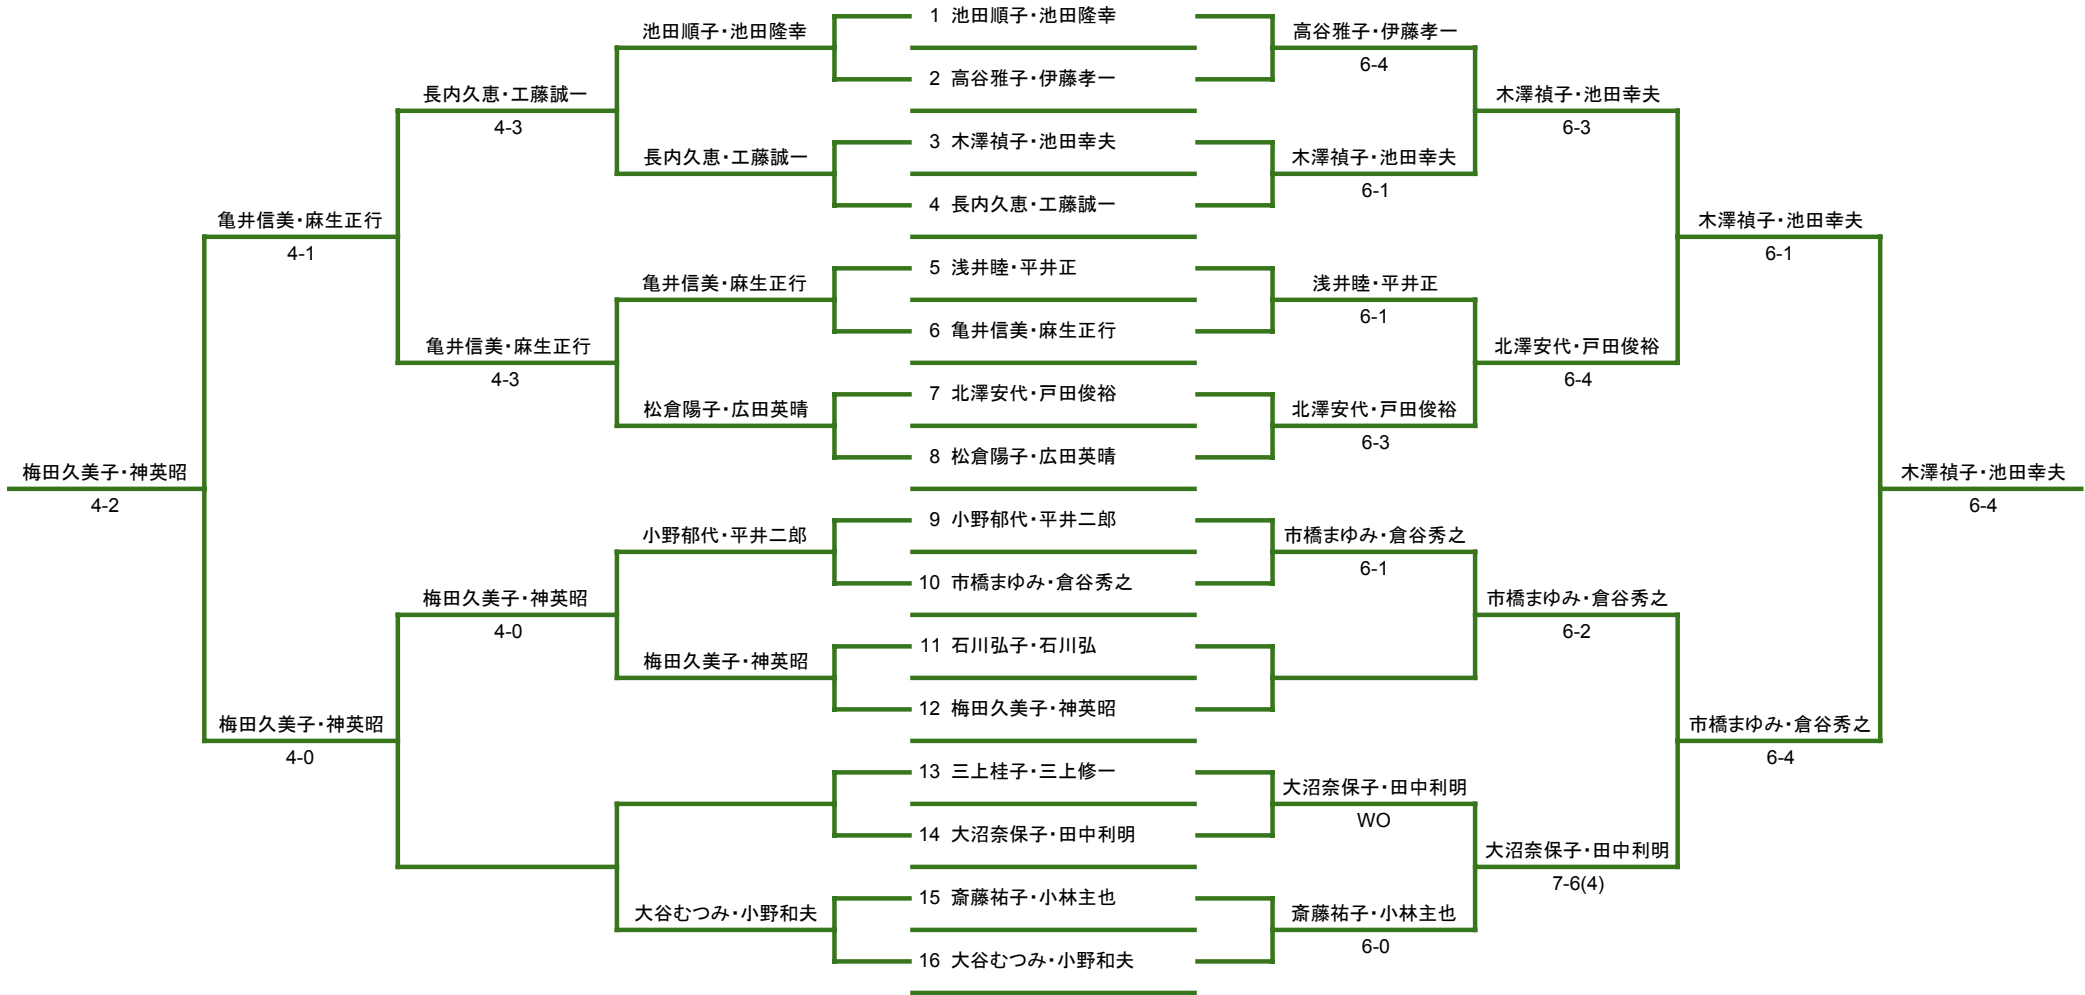 1 池田順子・池田隆幸
池田順子・池田隆幸
高谷雅子・伊藤孝一
6-4
2 高谷雅子・伊藤孝一
長内久恵・工藤誠一
4-3
木澤禎子・池田幸夫
6-3
3 木澤禎子・池田幸夫
長内久恵・工藤誠一
木澤禎子・池田幸夫
6-1
4 長内久恵・工藤誠一
亀井信美・麻生正行
4-1
木澤禎子・池田幸夫
6-1
5 浅井睦・平井正
亀井信美・麻生正行
浅井睦・平井正
6-1
6 亀井信美・麻生正行
亀井信美・麻生正行
4-3
北澤安代・戸田俊裕
6-4
7 北澤安代・戸田俊裕
松倉陽子・広田英晴
北澤安代・戸田俊裕
6-3
8 松倉陽子・広田英晴
梅田久美子・神英昭
4-2
木澤禎子・池田幸夫
6-4
9 小野郁代・平井二郎
小野郁代・平井二郎
市橋まゆみ・倉谷秀之
6-1
10 市橋まゆみ・倉谷秀之
梅田久美子・神英昭
4-0
市橋まゆみ・倉谷秀之
6-2
11 石川弘子・石川弘
梅田久美子・神英昭
12 梅田久美子・神英昭
梅田久美子・神英昭
4-0
市橋まゆみ・倉谷秀之
6-4
13 三上桂子・三上修一
大沼奈保子・田中利明
WO
14 大沼奈保子・田中利明
大沼奈保子・田中利明
7-6(4)
15 斎藤祐子・小林主也
大谷むつみ・小野和夫
斎藤祐子・小林主也
6-0
16 大谷むつみ・小野和夫